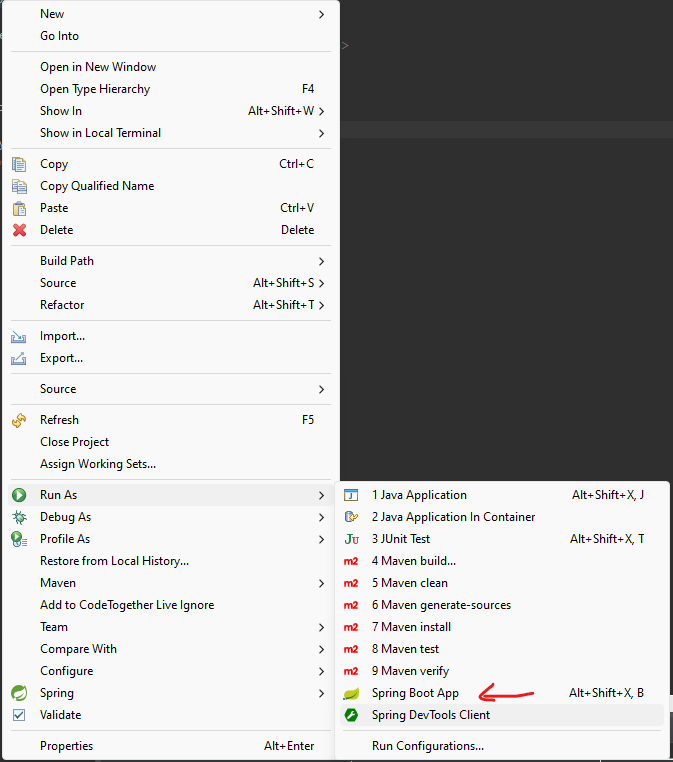 New
Go Into
Open in New Window
Open Type Hierarchy F4
Show In Alt+Shift+W >
Show in Local Terminal
Copy Ctrl+C
Copy Qualified Name
Paste Ctrl+V
Delete Delete
Build Path
Source Alt+Shift+S >
Refactor Alt+Shift+T >
Import...
Export...
Source
Refresh F5
Close Project
Assign Working Sets...
Run As
Debug As
Profile As
Restore from Local History...
Maven
Add to CodeTogether Live Ignore
Team
Compare With
Configure
Spring
Validate
Properties Alt+Enter
1 Java Application Alt+Shift+X, J
2 Java Application In Container
3 JUnit Test Alt+Shift+X, T
m2 4 Maven build...
m2 5 Maven clean
m2 6 Maven generate-sources
m2 7 Maven install
m2 8 Maven test
m2 9 Maven verify
Spring Boot App Alt+Shift+X, B
Spring DevTools Client
Run Configurations...